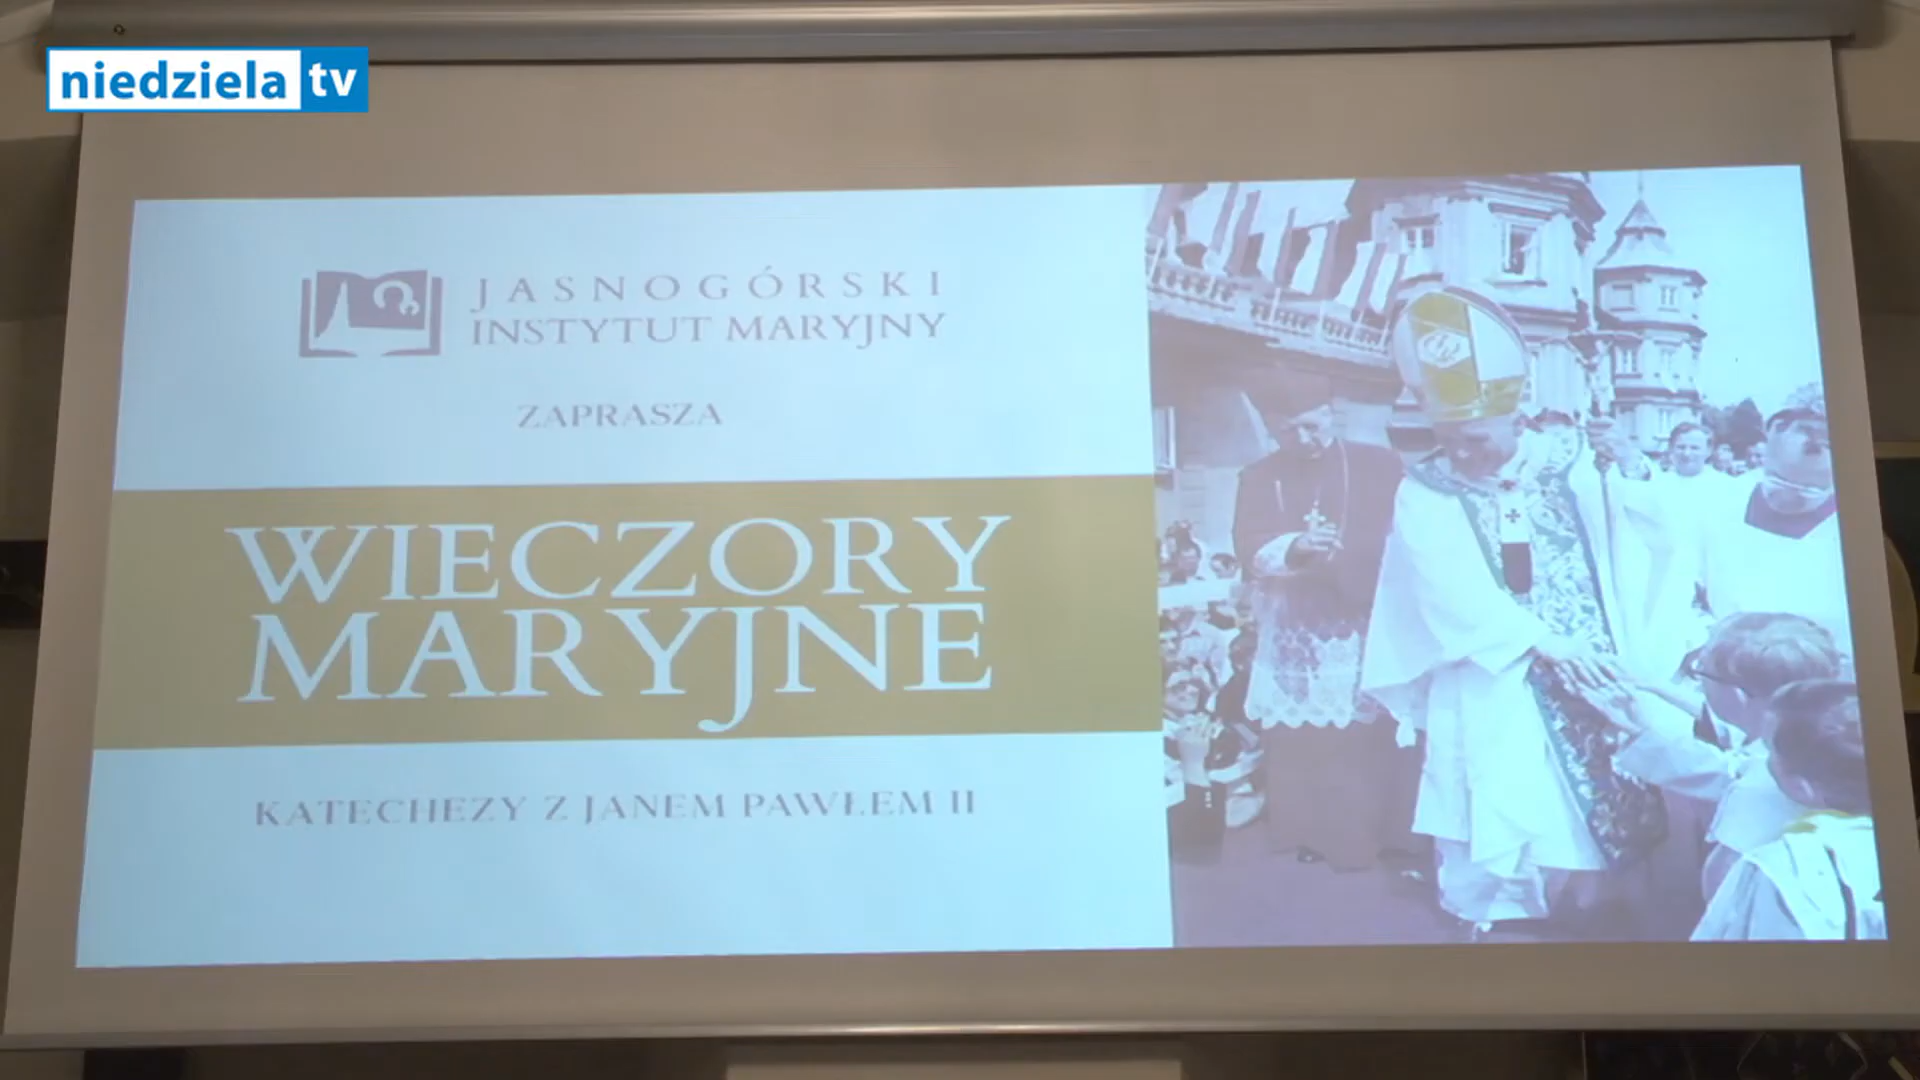 niedziela tv
JASNOGÓRSKI
INSTYTUT MARYJNY
ZAPRASZA
WIECZORY
MARYJNE
KATECHEZY Z JANEM PAWŁEM II